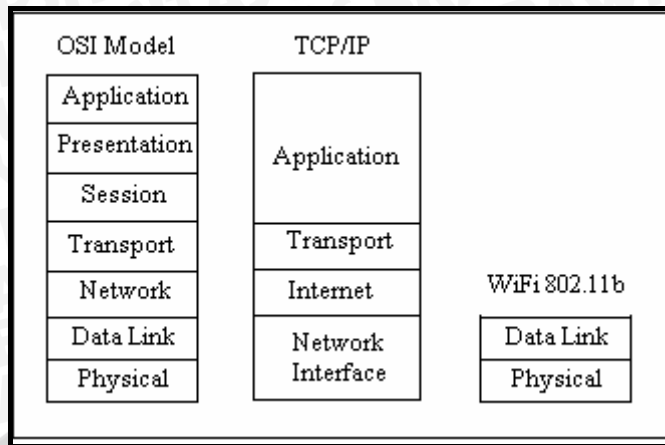 OSI Model
Application
Presentation
Session
Transport
Network
Data Link
Physical
TCP/IP
Application
Transport
Internet
Network
Interface
WiFi 802.11b
Data Link
Physical